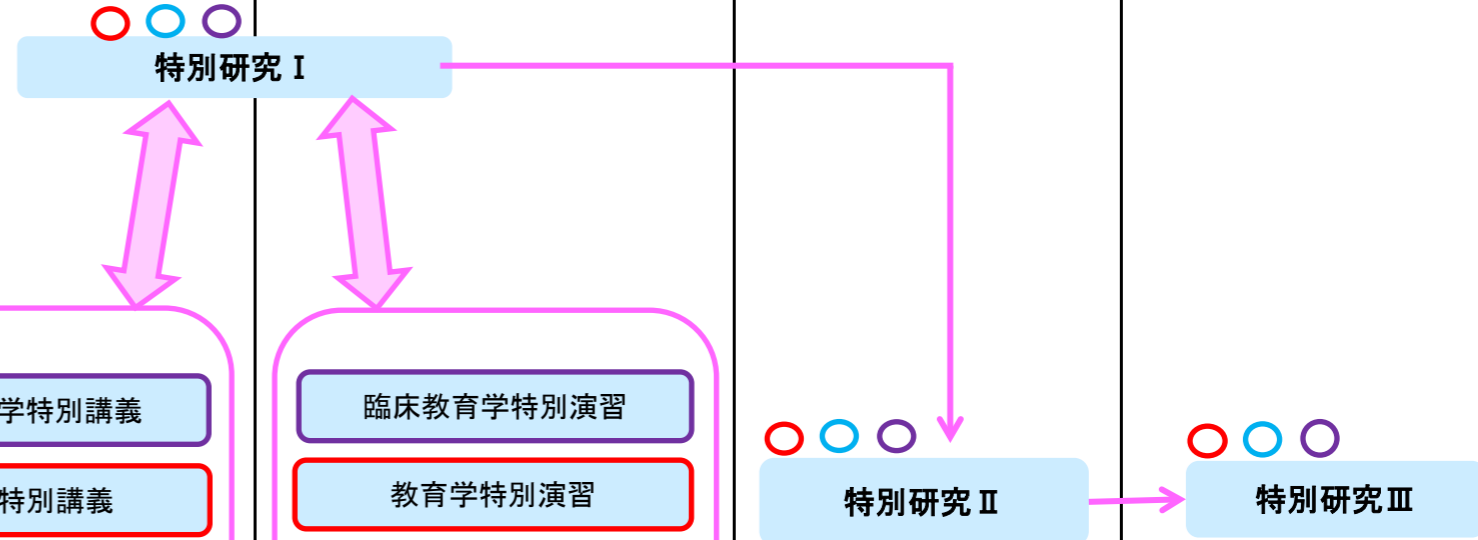 特別研究Ⅰ
学特別講義
臨床教育学特別演習
特別講義
教育学特別演習
特別研究Ⅱ
特別研究Ⅲ